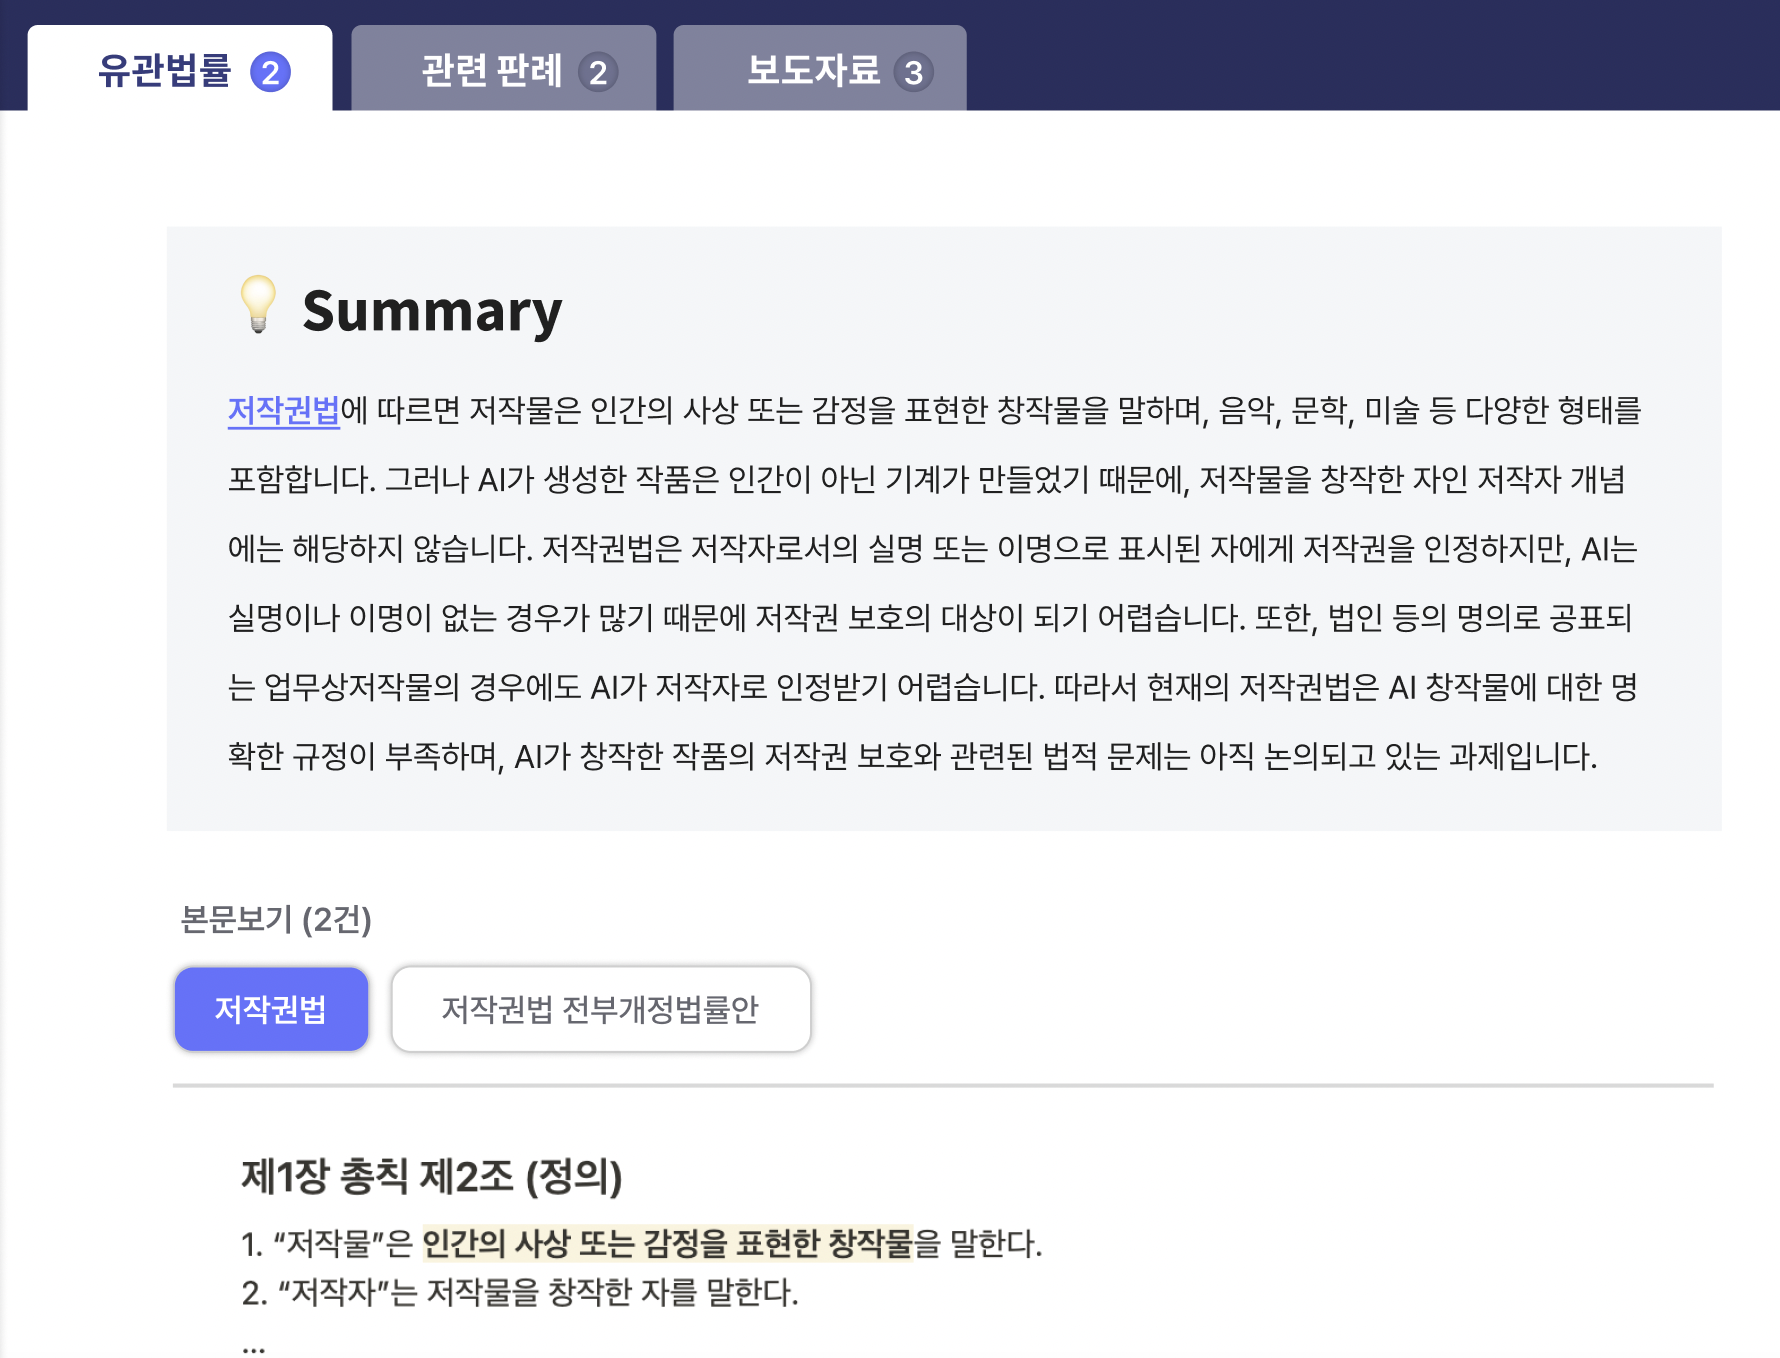 유관법률 2 관련 판례 2 보도자료 3
Summary
저작권법에 따르면 저작물은 인간의 사상 또는 감정을 표현한 창작물을 말하며, 음악, 문학, 미술 등 다양한 형태를
포함합니다. 그러나 AI가 생성한 작품은 인간이 아닌 기계가 만들었기 때문에, 저작물을 창작한 자인 저작자 개념
에는 해당하지 않습니다. 저작권법은 저작자로서의 실명 또는 이명으로 표시된 자에게 저작권을 인정하지만, AI는
실명이나 이명이 없는 경우가 많기 때문에 저작권 보호의 대상이 되기 어렵습니다. 또한, 법인 등의 명의로 공표되
는 업무상저작물의 경우에도 AI가 저작자로 인정받기 어렵습니다. 따라서 현재의 저작권법은 AI 창작물에 대한 명
확한 규정이 부족하며, AI가 창작한 작품의 저작권 보호와 관련된 법적 문제는 아직 논의되고 있는 과제입니다.
본문보기 (2건)
저작권법 저작권법 전부개정법률안
제1장 총칙 제2조 (정의)
1. “저작물”은 인간의 사상 또는 감정을 표현한 창작물을 말한다.
2. “저작자”는 저작물을 창작한 자를 말한다.
...